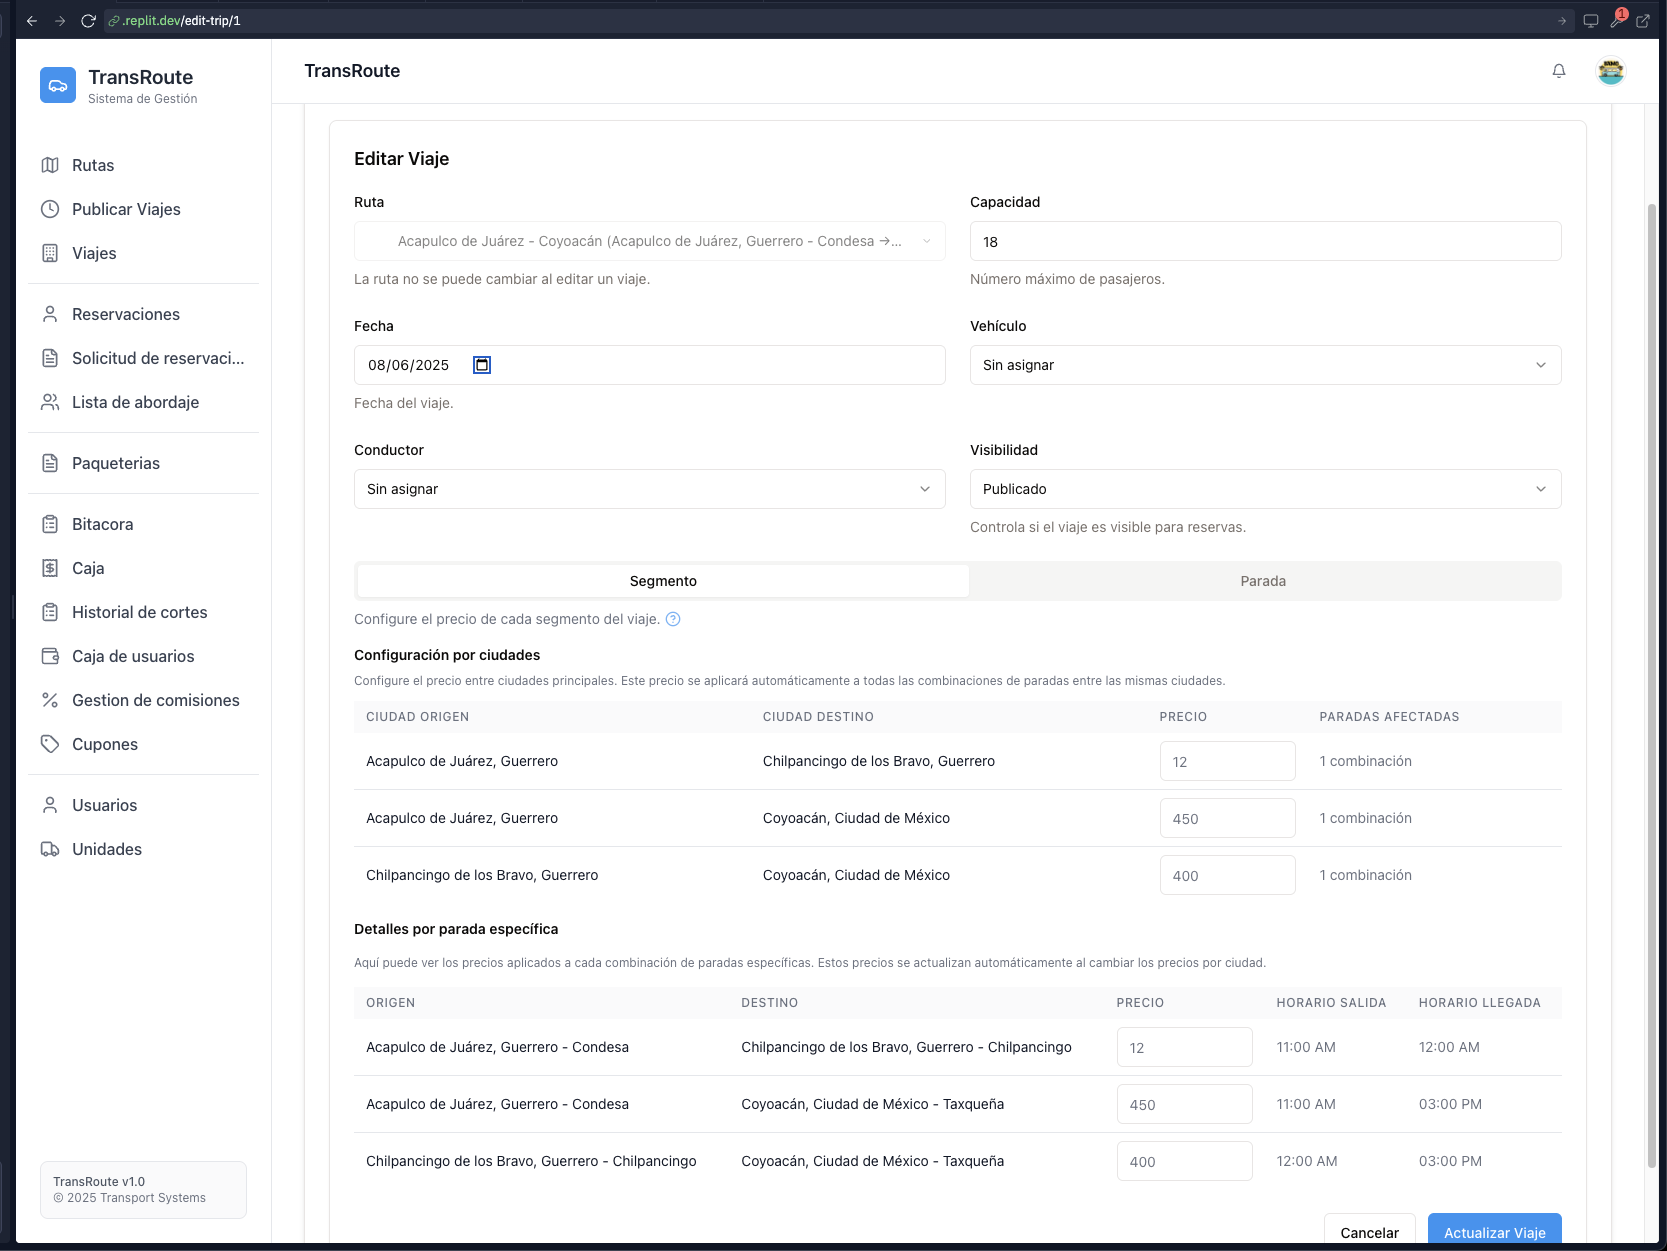 .replit.dev/edit-trip/1
1
TransRoute
Sistema de Gestión
Rutas
Publicar Viajes
Viajes
Reservaciones
Solicitud de reservaci...
Lista de abordaje
Paqueterias
Bitacora
Caja
Historial de cortes
Caja de usuarios
Gestion de comisiones
Cupones
Usuarios
Unidades
TransRoute v1.0
© 2025 Transport Systems
TransRoute
Editar Viaje
Ruta
Acapulco de Juárez - Coyoacán (Acapulco de Juárez, Guerrero - Condesa →...
La ruta no se puede cambiar al editar un viaje.
Capacidad
18
Número máximo de pasajeros.
Fecha
08/06/2025
Fecha del viaje.
Vehículo
Sin asignar
Conductor
Sin asignar
Visibilidad
Publicado
Controla si el viaje es visible para reservas.
Segmento Parada
Configure el precio de cada segmento del viaje. ?
Configuración por ciudades
Configure el precio entre ciudades principales. Este precio se aplicará automáticamente a todas las combinaciones de paradas entre las mismas ciudades.
CIUDAD ORIGEN CIUDAD DESTINO PRECIO PARADAS AFECTADAS
Acapulco de Juárez, Guerrero Chilpancingo de los Bravo, Guerrero 12 1 combinación
Acapulco de Juárez, Guerrero Coyoacán, Ciudad de México 450 1 combinación
Chilpancingo de los Bravo, Guerrero Coyoacán, Ciudad de México 400 1 combinación
Detalles por parada específica
Aquí puede ver los precios aplicados a cada combinación de paradas específicas. Estos precios se actualizan automáticamente al cambiar los precios por ciudad.
ORIGEN DESTINO PRECIO HORARIO SALIDA HORARIO LLEGADA
Acapulco de Juárez, Guerrero - Condesa Chilpancingo de los Bravo, Guerrero - Chilpancingo 12 11:00 AM 12:00 AM
Acapulco de Juárez, Guerrero - Condesa Coyoacán, Ciudad de México - Taxqueña 450 11:00 AM 03:00 PM
Chilpancingo de los Bravo, Guerrero - Chilpancingo Coyoacán, Ciudad de México - Taxqueña 400 12:00 AM 03:00 PM
Cancelar Actualizar Viaje